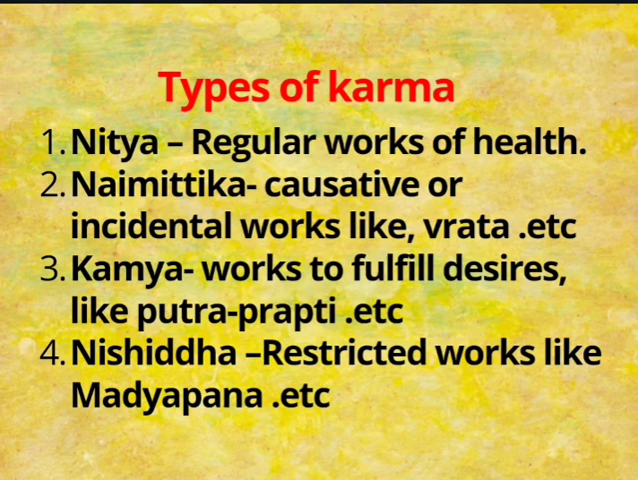 Types of karma
1. Nitya – Regular works of health.
2. Naimittika- causative or
incidental works like, vrata .etc
3. Kamya- works to fulfill desires,
like putra-prapti .etc
4. Nishiddha –Restricted works like
Madyapana .etc